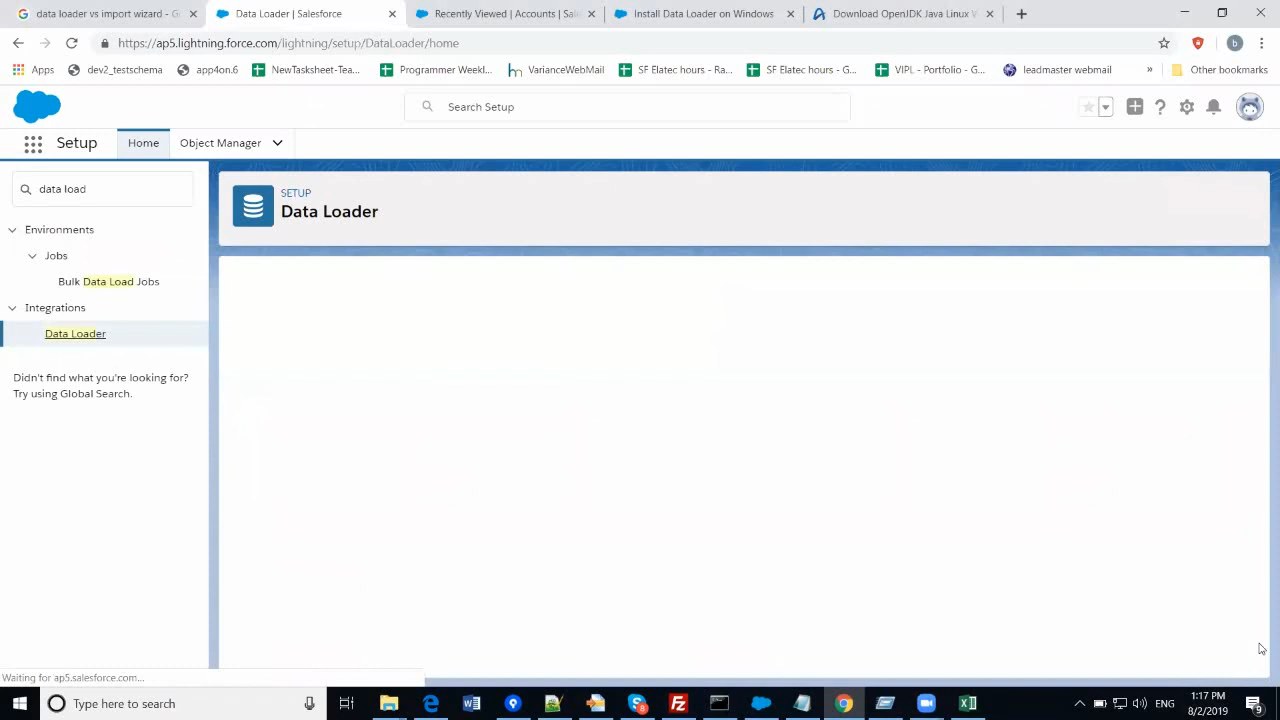 data loader vs import wizard - G
Data Loader | Salesforce
Recently Viewed | Accounts | Sale
Install Data Loader on Windows
Download OpenJDK Java Linux W
https://ap5.lightning.force.com/lightning/setup/DataLoader/home
b
Apps
dev2_testschema
app4on.6
NewTasksheet-Tea...
Programmer Weekl...
VarianceWebMail
SF Elatec hours - Ra...
SF Elatec hours - G...
VIPL - Portfolio - G...
leadmaster webmail
»
Other bookmarks
Search Setup
Setup
Home
Object Manager
data load
SETUP
Data Loader
Environments
Jobs
Bulk Data Load Jobs
Integrations
Data Loader
Didn't find what you're looking for?
Try using Global Search.
Waiting for ap5.salesforce.com...
Type here to search
8
ENG
1:17 PM
8/2/2019
9